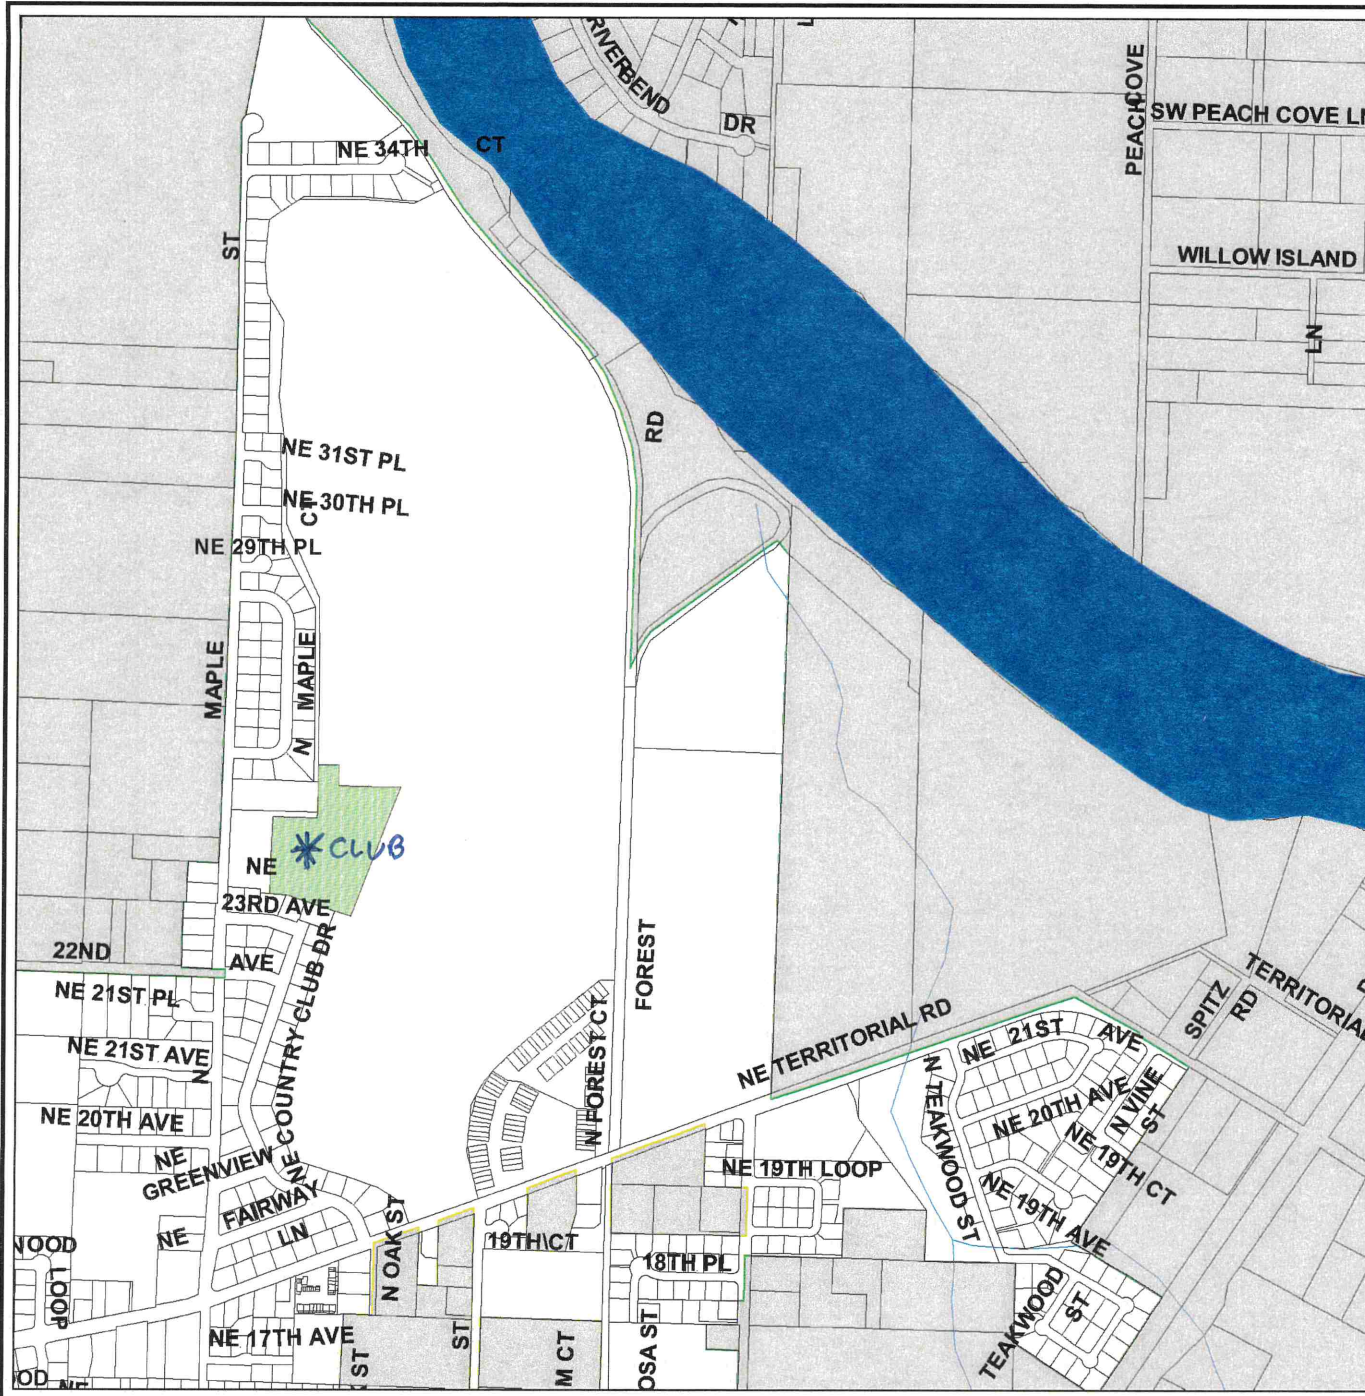 RIVER BEND
DR
PEACH COVE
SW PEACH COVE
NE 34TH
CT
ST
WILLOW ISLAND
LN
RD
NE 31ST PL
NE 30TH PL
CT
NE 29TH PL
MAPLE
N MAPLE
CLUB
NE
23RD AVE
22ND
AVE
NE 21ST PL
NE 21ST AVE
N
NE 20TH AVE
NE COUNTRY CLUB DR
FOREST
N FOREST CT
NE TERRITORIAL RD
TERRITORIAL
SPITZ
RD
NE 21ST
AVE
N TEAKWOOD ST
NE 20TH AVE
N VINE
ST
NE 19TH CT
NE 19TH LOOP
NE 19TH AVE
NE
GREENVIEW
NE
FAIRWAY
LN
N OAK ST
19TH CT
18TH PL
LOOP
NE 17TH AVE
ST
ST
M CT
OSA ST
TEAKWOOD
ST